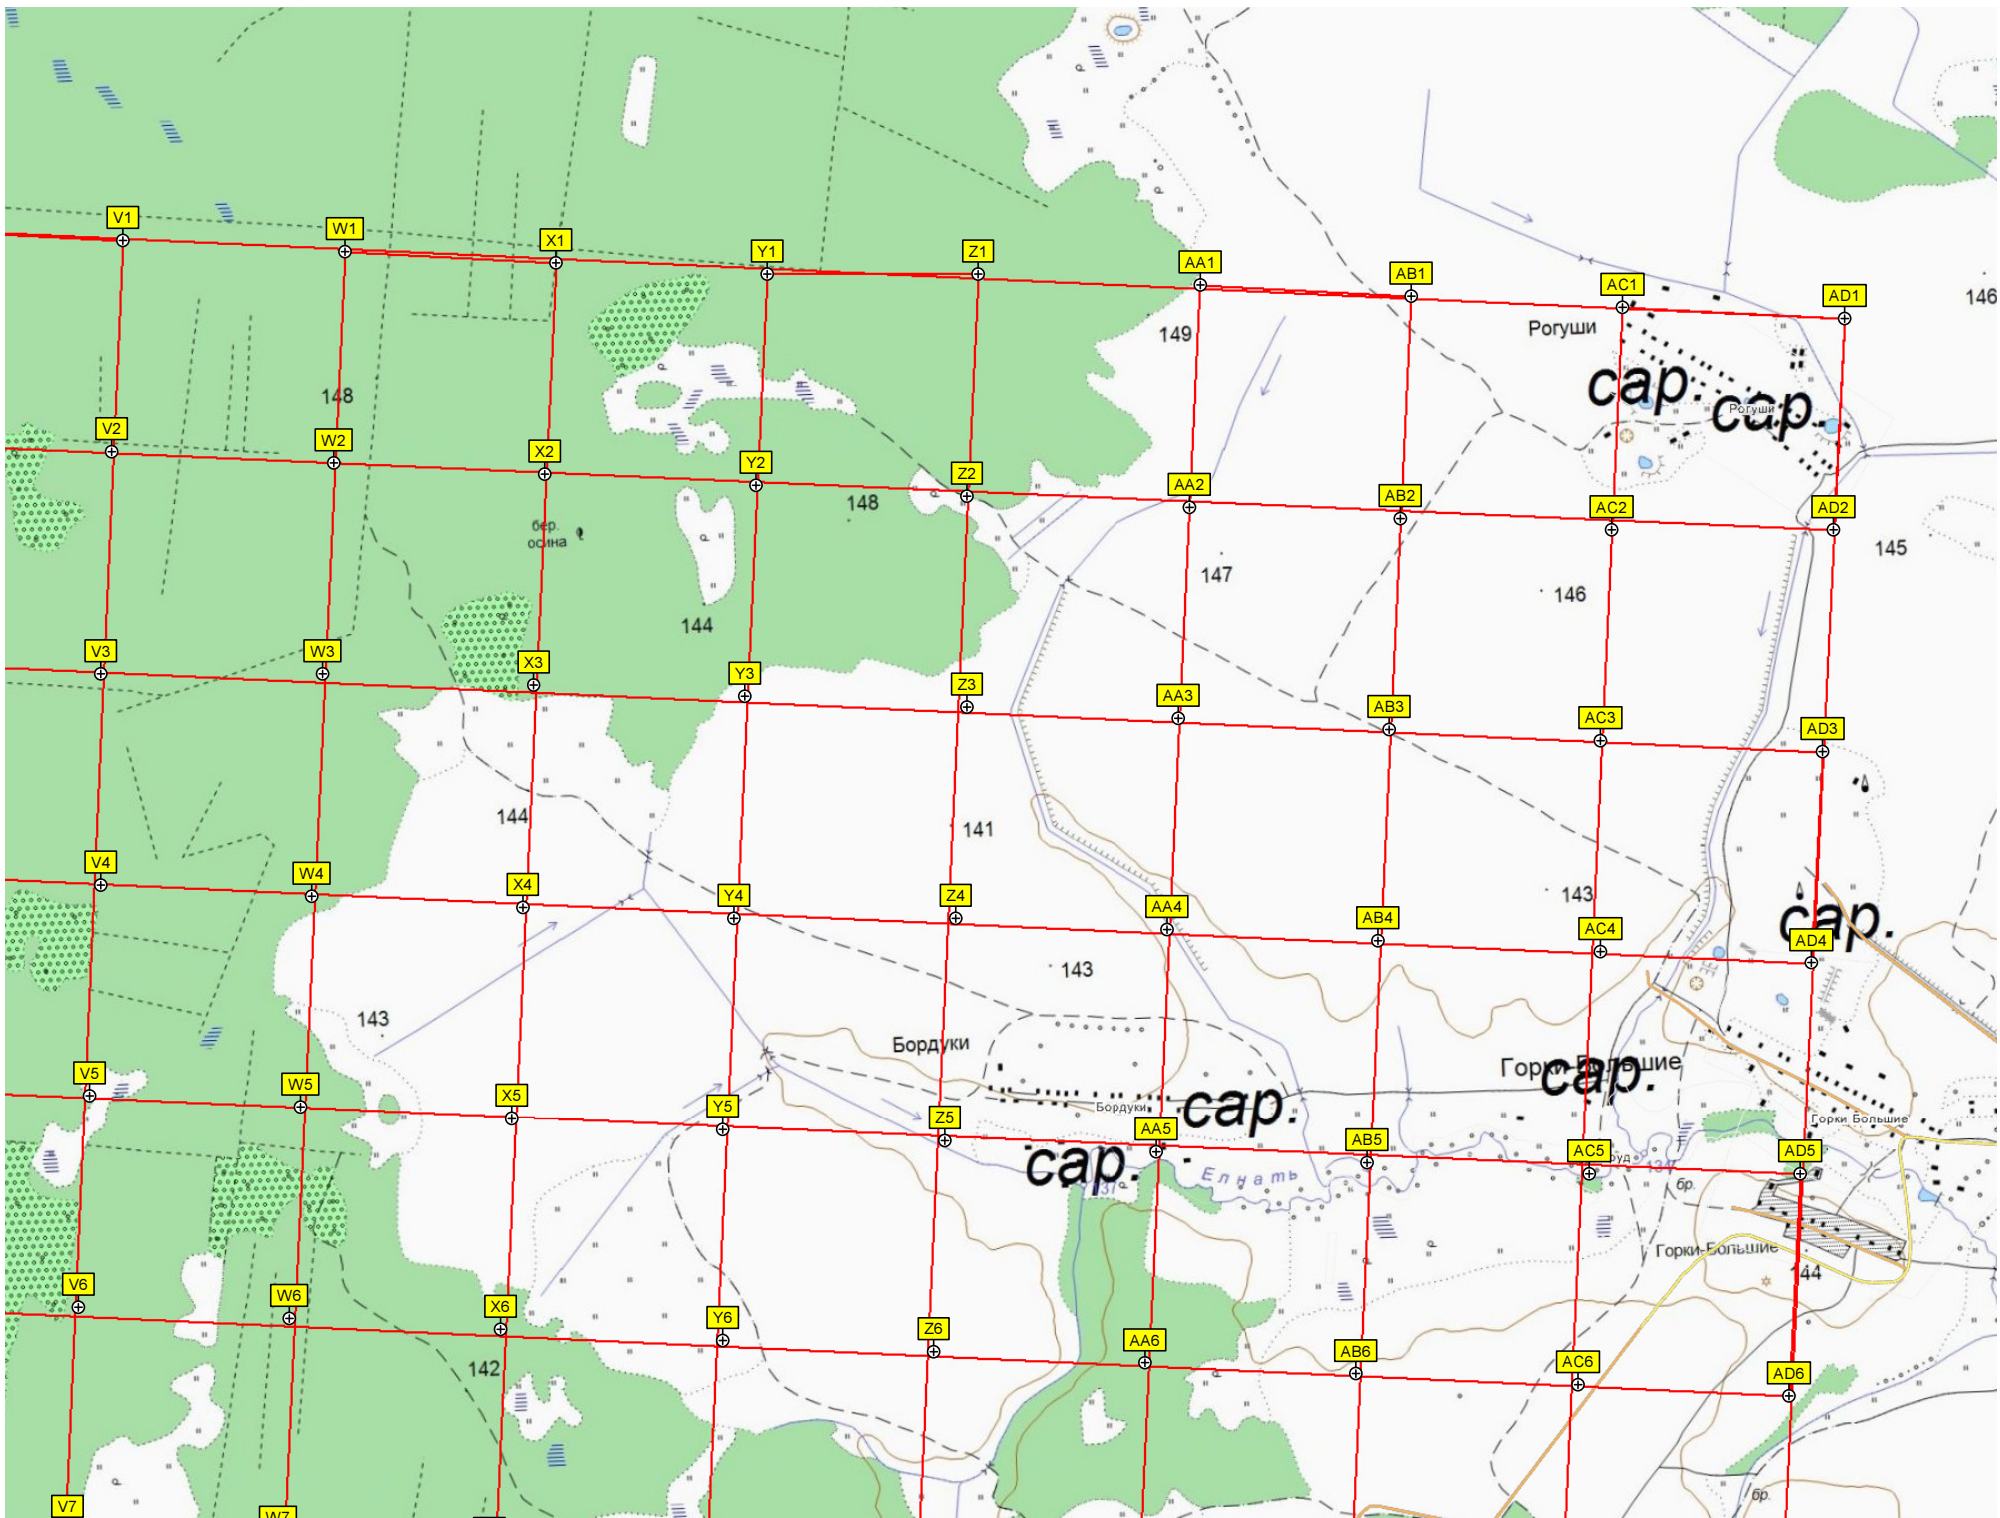 V1
W1
X1
Y1
Z1
AA1
AB1
AC1
AD1
146
149
Рогуши
сар.
сар.
Рогуши
148
V2
W2
X2
Y2
Z2
AA2
AB2
AC2
AD2
148
бер.
осина
147
146
145
144
V3
W3
X3
Y3
Z3
AA3
AB3
AC3
AD3
144
141
143
V4
W4
X4
Y4
Z4
AA4
AB4
AC4
AD4
сар.
143
143
Бордуки
Горки-Большие
сар.
Бордуки
сар.
Горки Большие
V5
W5
X5
Y5
Z5
AA5
AB5
AC5
AD5
сар.
Елнать
бр.
Горки-Большие
144
V6
W6
X6
Y6
Z6
AA6
AB6
AC6
AD6
142
бр.
V7
W7